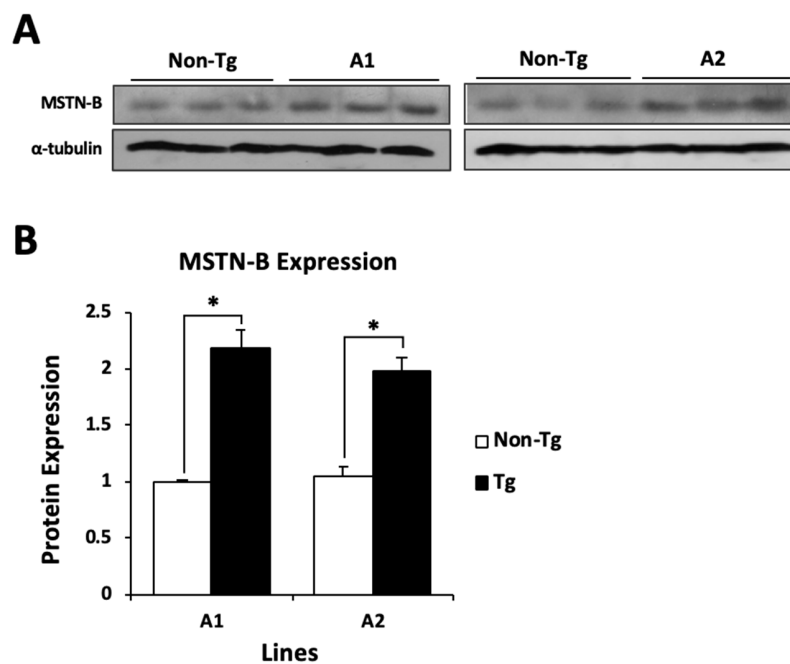 A
Non-Tg A1 Non-Tg A2
MSTN-B
α-tubulin
B
MSTN-B Expression
2.5
2
1.5
1
0.5
0
* *
Protein Expression
Non-Tg
Tg
A1 A2
Lines